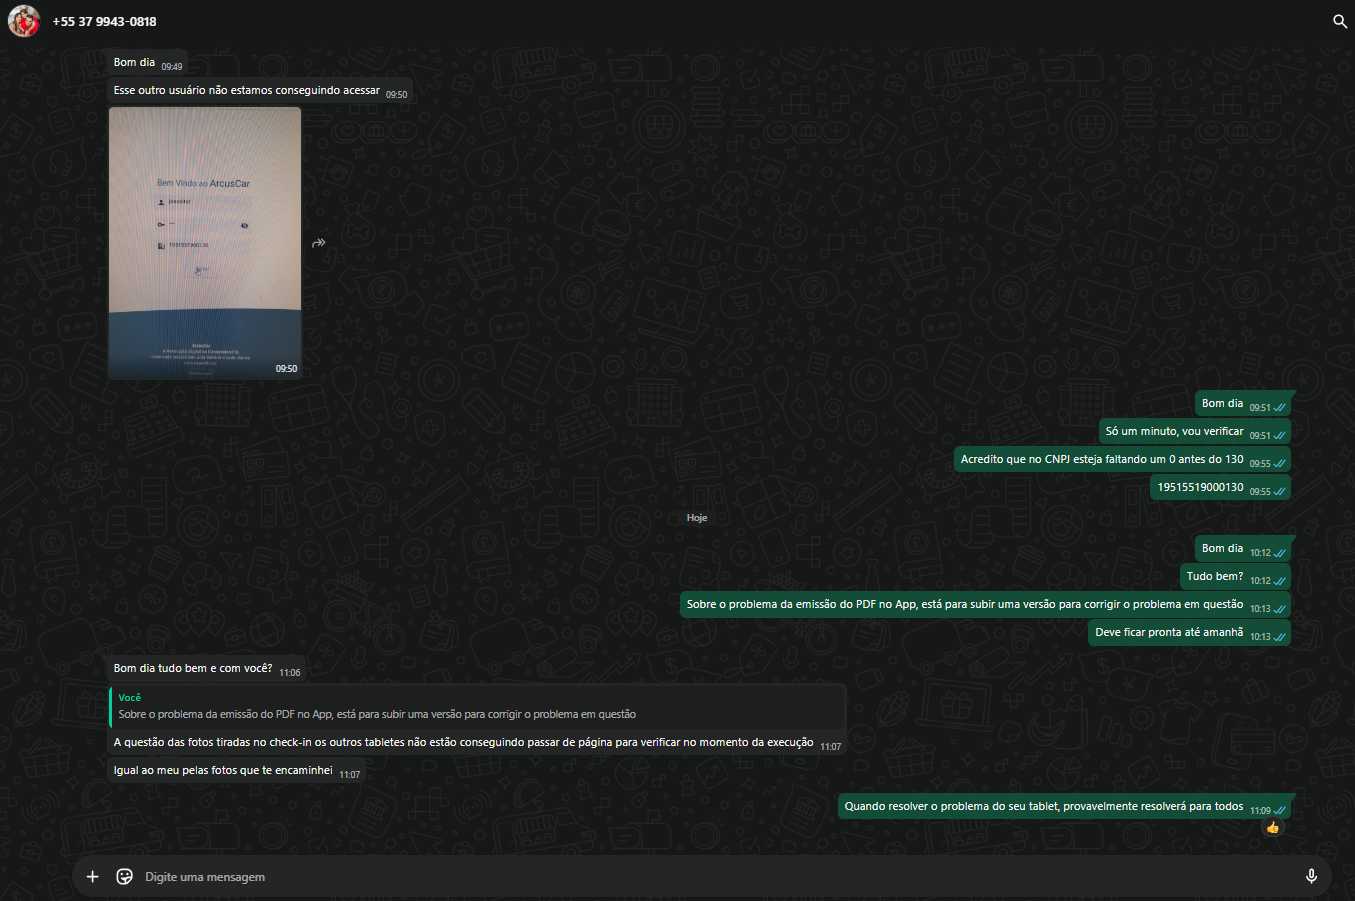 +55 37 9943-0818
Bom dia 09:49
Esse outro usuário não estamos conseguindo acessar 09:50
Bem Vindo ao ArcusCar
ArcusCar
09:50
Bom dia 09:51
Só um minuto, vou verificar 09:51
Acredito que no CNPJ esteja faltando um 0 antes do 130 09:55
19515519000130 09:55
Hoje
Bom dia 10:12
Tudo bem? 10:12
Sobre o problema da emissão do PDF no App, está para subir uma versão para corrigir o problema em questão 10:13
Deve ficar pronta até amanhã 10:13
Bom dia tudo bem e com você? 11:06
Você
Sobre o problema da emissão do PDF no App, está para subir uma versão para corrigir o problema em questão
A questão das fotos tiradas no check-in os outros tabletes não estão conseguindo passar de página para verificar no momento da execução 11:07
Igual ao meu pelas fotos que te encaminhei 11:07
Quando resolver o problema do seu tablet, provavelmente resolverá para todos 11:09
Digite uma mensagem